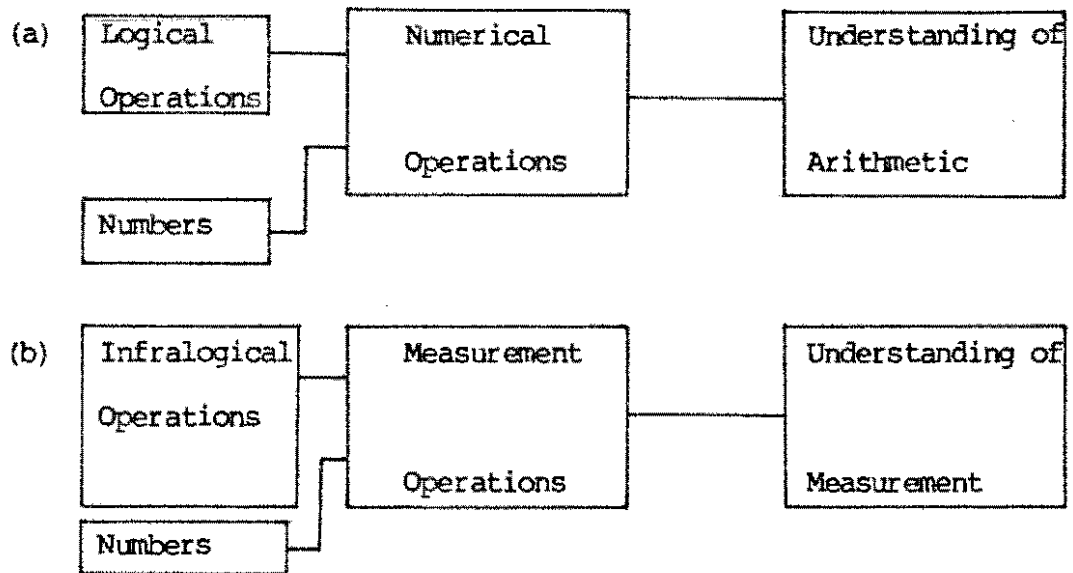 (a)
Logical
Operations
Numbers
Numerical
Operations
Understanding of
Arithmetic
(b)
Infralogical
Operations
Numbers
Measurement
Operations
Understanding of
Measurement